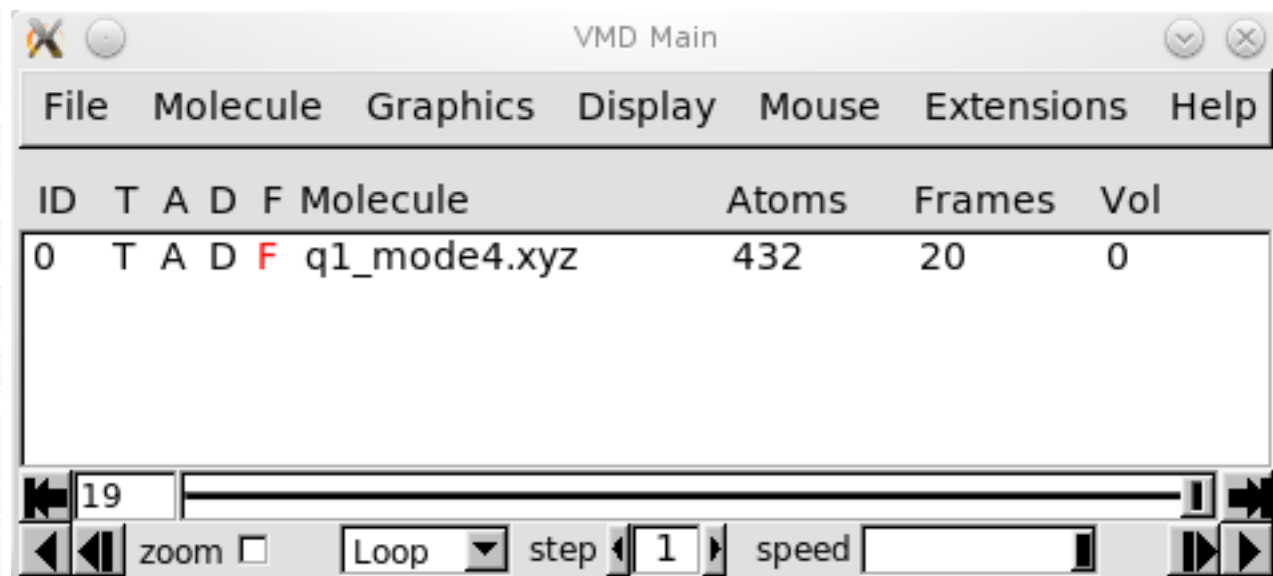 VMD Main
File Molecule Graphics Display Mouse Extensions Help
ID T A D F Molecule Atoms Frames Vol
0 T A D F q1_mode4.xyz 432 20 0
19
zoom Loop step 1 speed